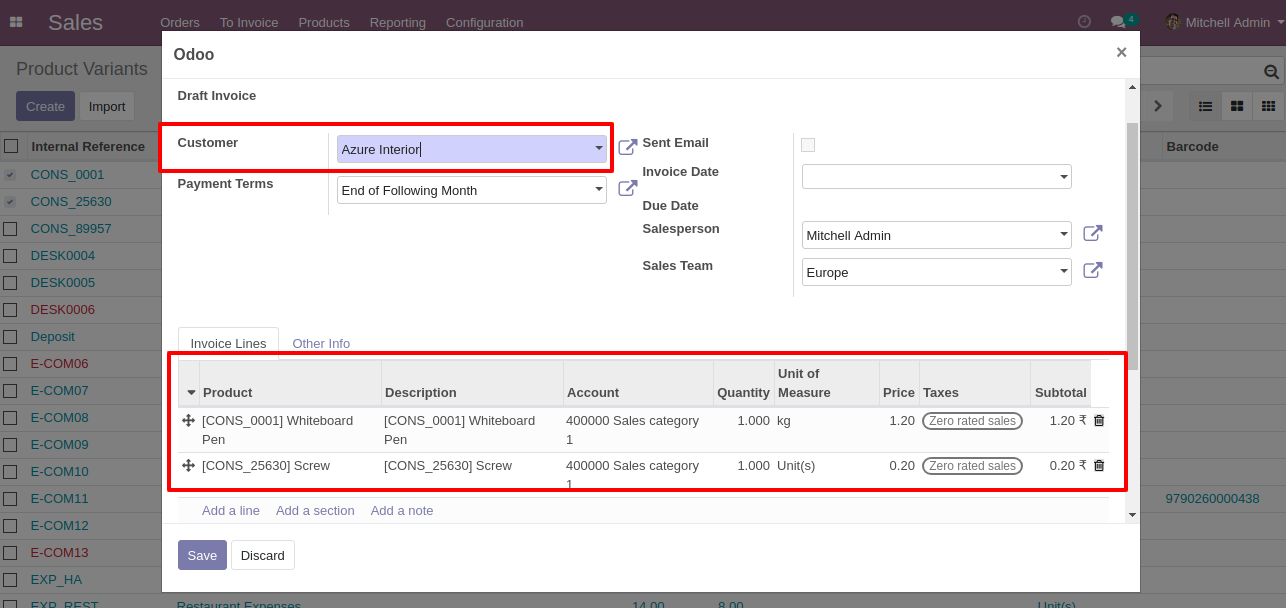 Sales
Orders To Invoice Products Reporting Configuration
4
Mitchell Admin
Product Variants
Create Import
Odoo
×
Draft Invoice
Customer
Azure Interior
Payment Terms
End of Following Month
Sent Email
Invoice Date
Due Date
Salesperson
Mitchell Admin
Sales Team
Europe
Invoice Lines Other Info
Product Description Account Quantity Unit of Measure Price Taxes Subtotal
[CONS_0001] Whiteboard Pen [CONS_0001] Whiteboard Pen 400000 Sales category 1 1.000 kg 1.20 Zero rated sales 1.20 ₹
[CONS_25630] Screw [CONS_25630] Screw 400000 Sales category 1 1.000 Unit(s) 0.20 Zero rated sales 0.20 ₹
Add a line Add a section Add a note
Save Discard
Internal Reference
CONS_0001
CONS_25630
CONS_89957
DESK0004
DESK0005
DESK0006
Deposit
E-COM06
E-COM07
E-COM08
E-COM09
E-COM10
E-COM11
E-COM12
E-COM13
EXP_HA
EXP_REST Restaurant Expenses 14.00 8.00 Unit(s)
Barcode
9790260000438